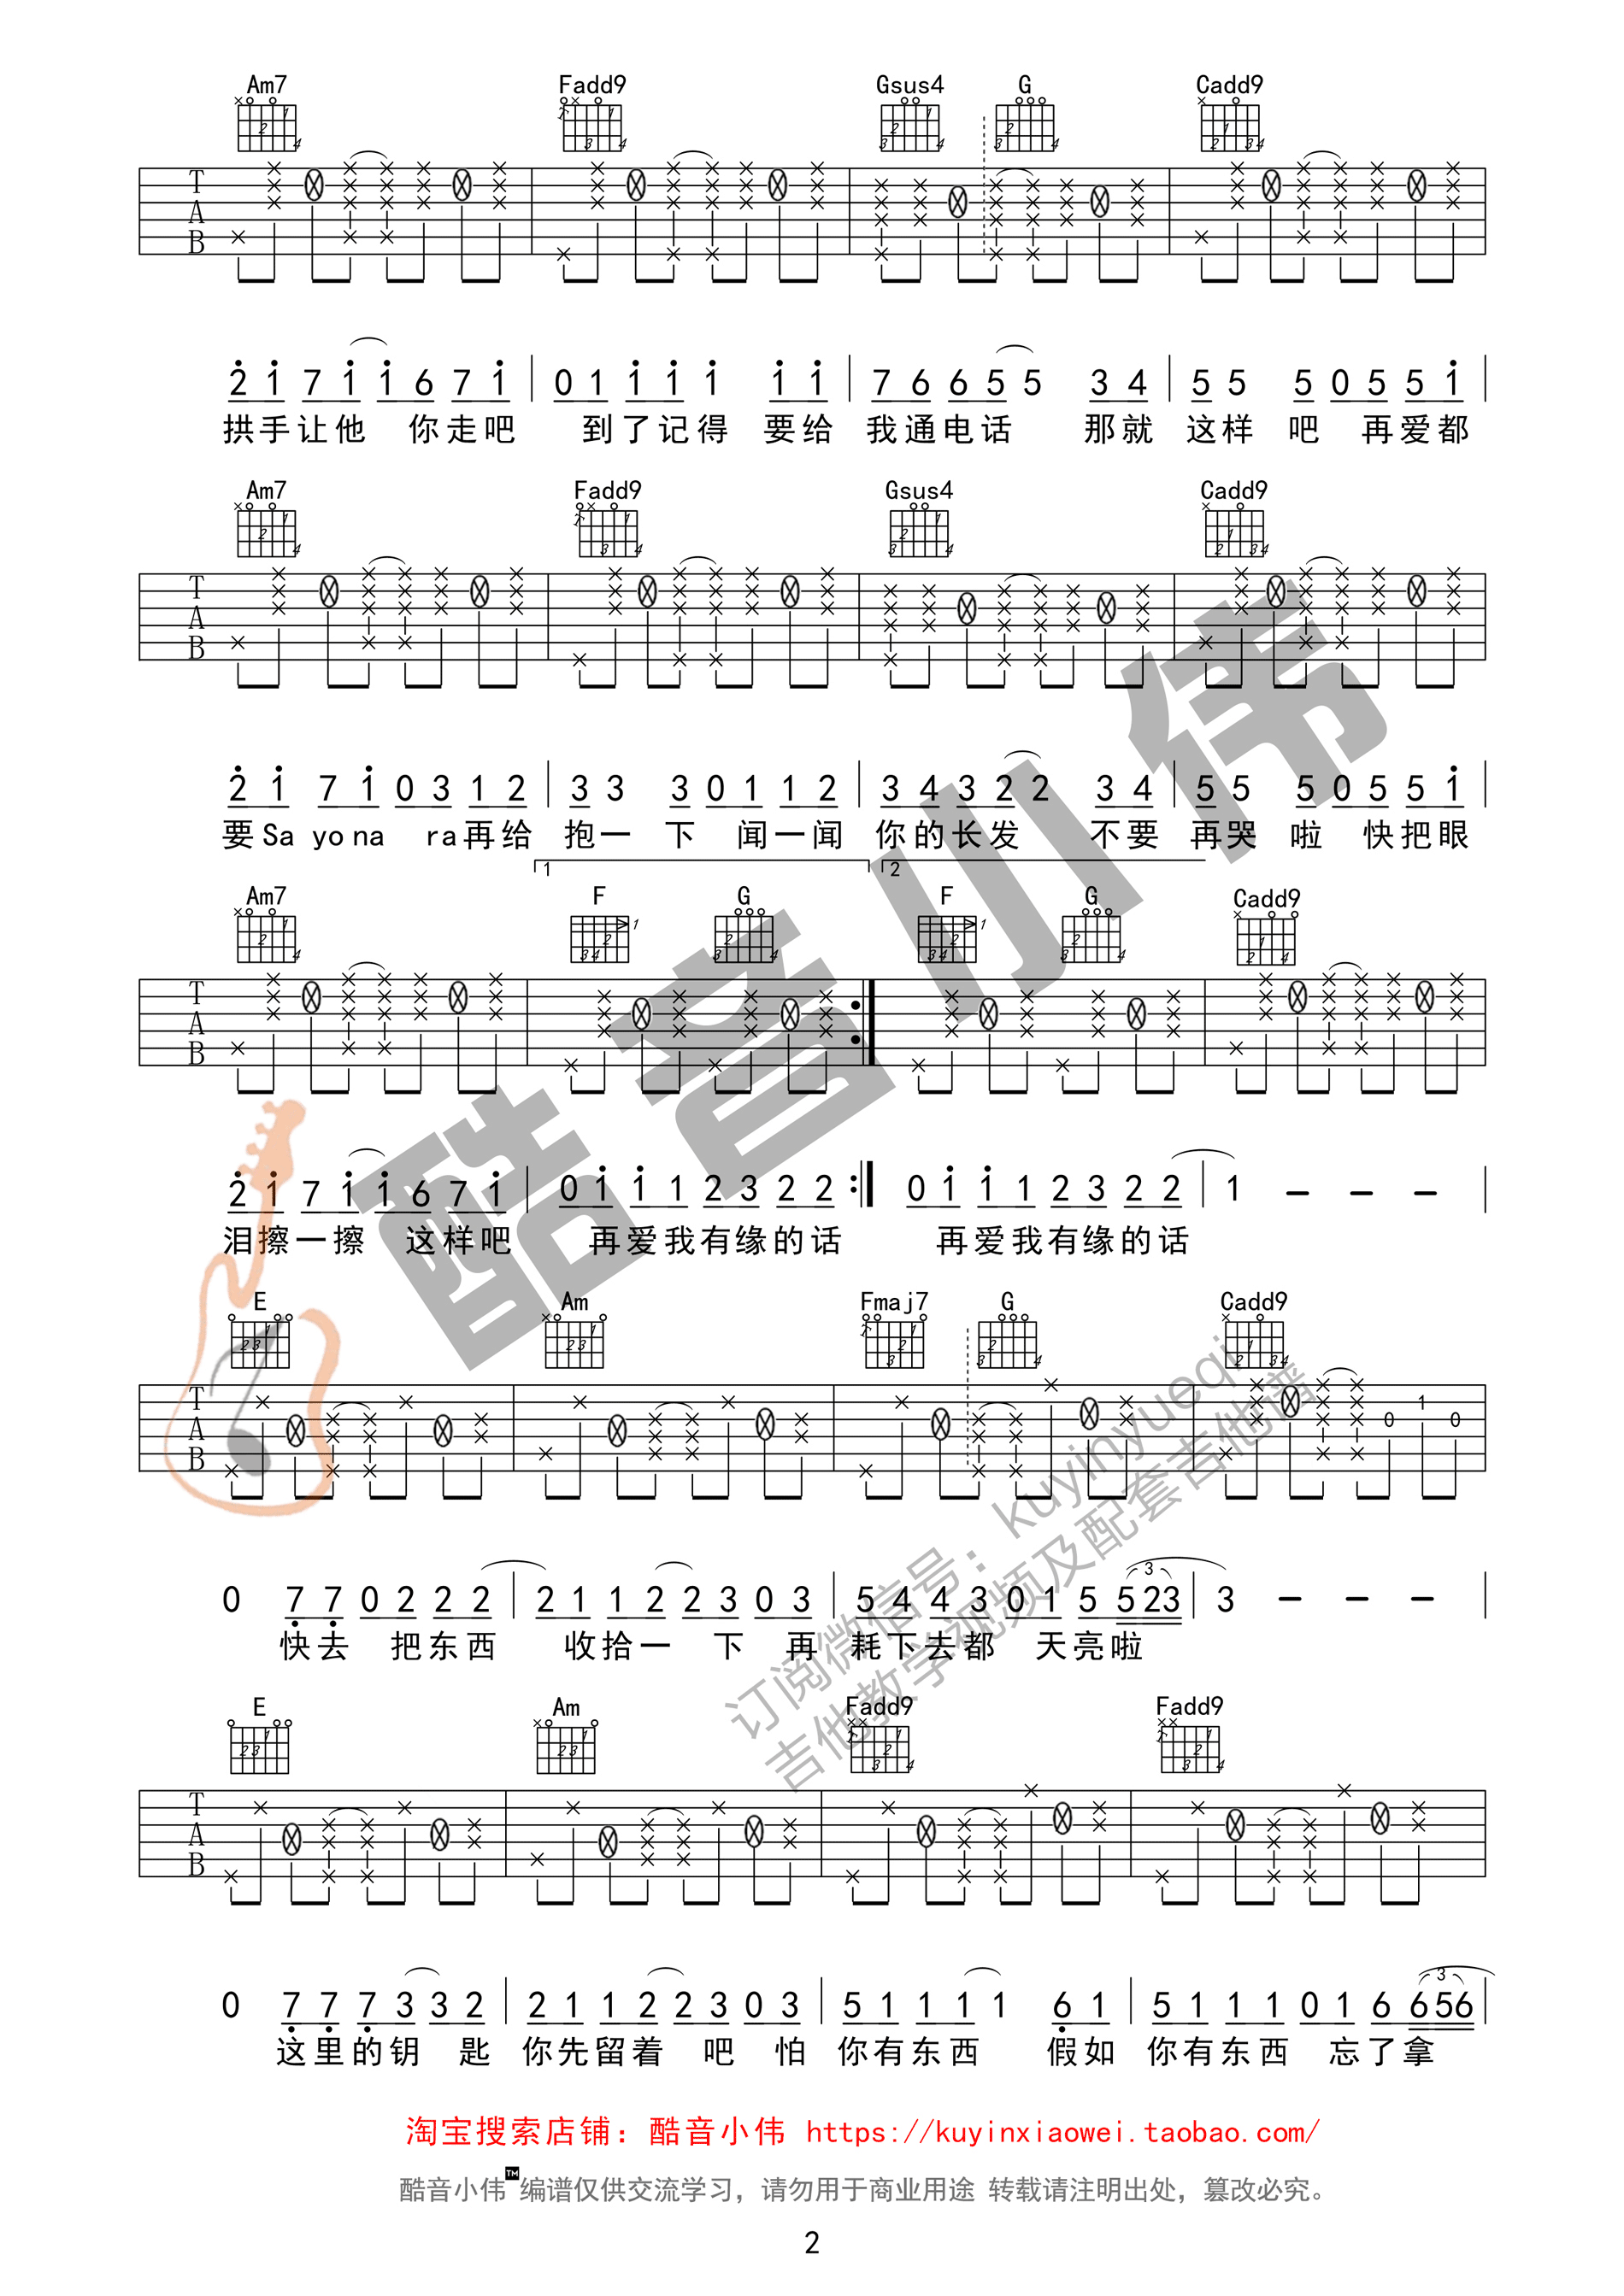 Am7 Fadd9 Gsus4 G Cadd9
T A B
2 1 7 1 1 6 7 1 | 0 1 1 1 1 1 1 | 7 6 6 5 5 3 4 | 5 5 5 0 5 5 1 |
拱手让他 你走吧 到了记得 要给 我通电话 那就 这样 吧 再爱都
Am7 Fadd9 Gsus4 Cadd9
T A B
2 1 7 1 0 3 1 2 | 3 3 3 0 1 1 2 | 3 4 3 2 2 3 4 | 5 5 5 0 5 5 1 |
要Sa yona ra再给 抱一 下 闻一闻 你的长发 不要 再哭 啦 快把眼
1 2
Am7 F G F G Cadd9
T A B
2 1 7 1 1 6 7 1 | 0 1 1 1 2 3 2 2 :| 0 1 1 1 2 3 2 2 | 1 - - - |
泪擦一擦 这样吧 再爱我有缘的话 再爱我有缘的话
E Am Fmaj7 G Cadd9
T A B 0 1 0
0 7 7 0 2 2 2 | 2 1 1 2 2 3 0 3 | 5 4 4 3 0 1 5 523 | 3 - - - |
快去 把东西 收拾一 下 再 耗下去都 天亮啦
E Am Fadd9 Fadd9
T A B
0 7 7 7 3 3 2 | 2 1 1 2 2 3 0 3 | 5 1 1 1 1 6 1 | 5 1 1 1 0 1 6 656 |
这里的钥 匙 你先留着 吧 怕 你有东西 假如 你有东西 忘了拿
酷音小伟
订阅微信号：kuyinyueqi
吉他教学视频及配套吉他谱
淘宝搜索店铺：酷音小伟 https://kuyinxiaowei.taobao.com/
酷音小伟TM编谱仅供交流学习，请勿用于商业用途 转载请注明出处，篡改必究。
2